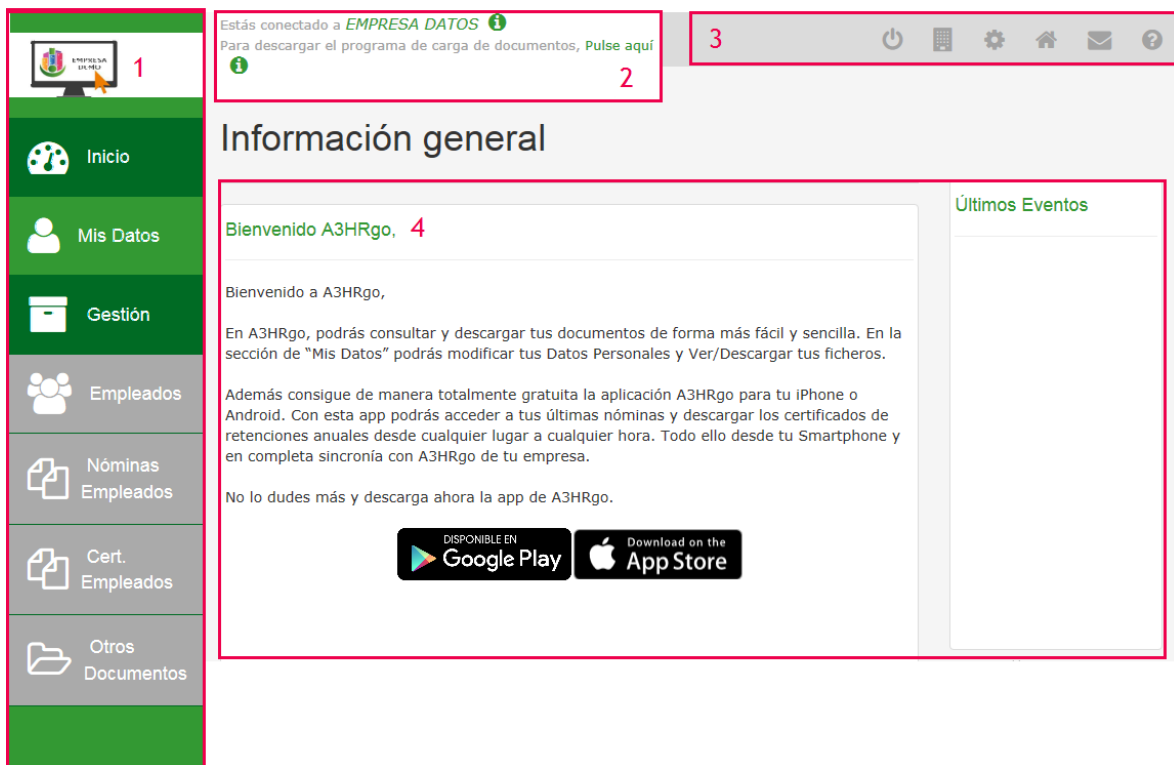 EMPRESA
DEMO
1
Inicio
Mis Datos
Gestión
Empleados
Nóminas
Empleados
Cert.
Empleados
Otros
Documentos
Estás conectado a EMPRESA DATOS
Para descargar el programa de carga de documentos, Pulse aquí
2
3
Información general
Bienvenido A3HRgo, 4
Bienvenido a A3HRgo,
En A3HRgo, podrás consultar y descargar tus documentos de forma más fácil y sencilla. En la
sección de “Mis Datos” podrás modificar tus Datos Personales y Ver/Descargar tus ficheros.
Además consigue de manera totalmente gratuita la aplicación A3HRgo para tu iPhone o
Android. Con esta app podrás acceder a tus últimas nóminas y descargar los certificados de
retenciones anuales desde cualquier lugar a cualquier hora. Todo ello desde tu Smartphone y
en completa sincronía con A3HRgo de tu empresa.
No lo dudes más y descarga ahora la app de A3HRgo.
DISPONIBLE EN
Google Play
Download on the
App Store
Últimos Eventos